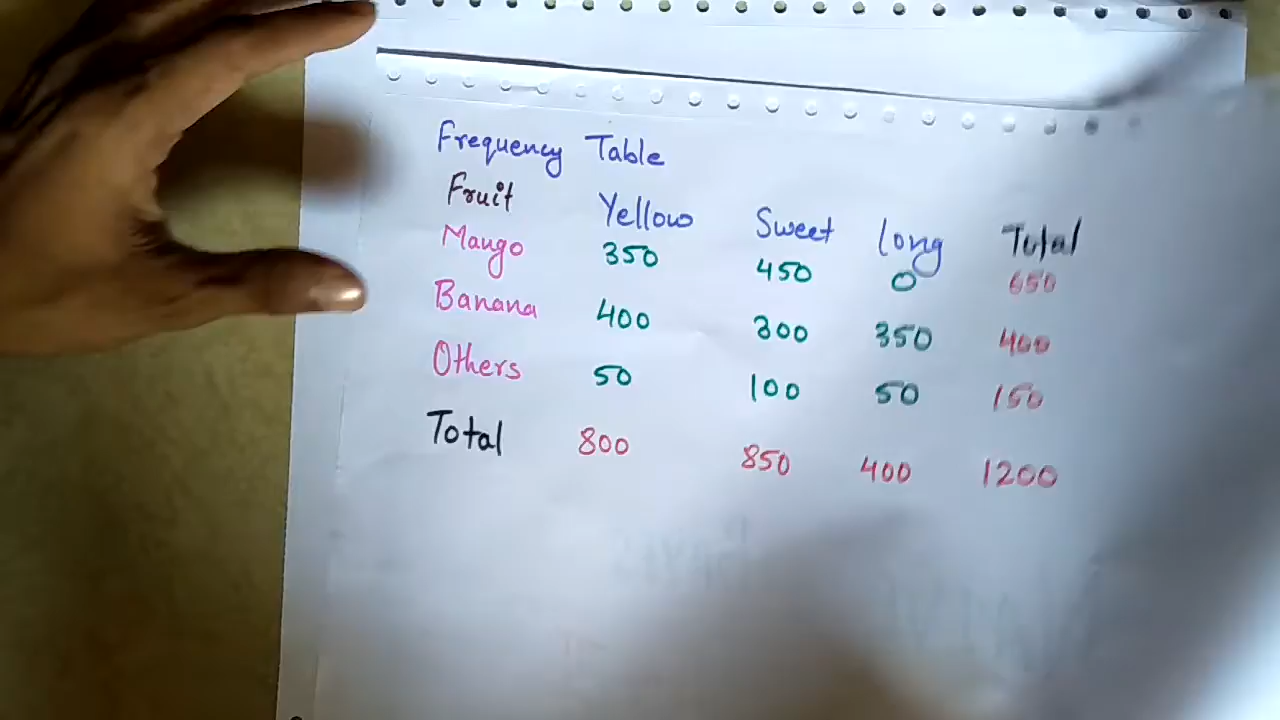 Frequency Table
Fruit Yellow Sweet long Total
Mango 350 450 0 650
Banana 400 300 350 400
Others 50 100 50 150
Total 800 850 400 1200